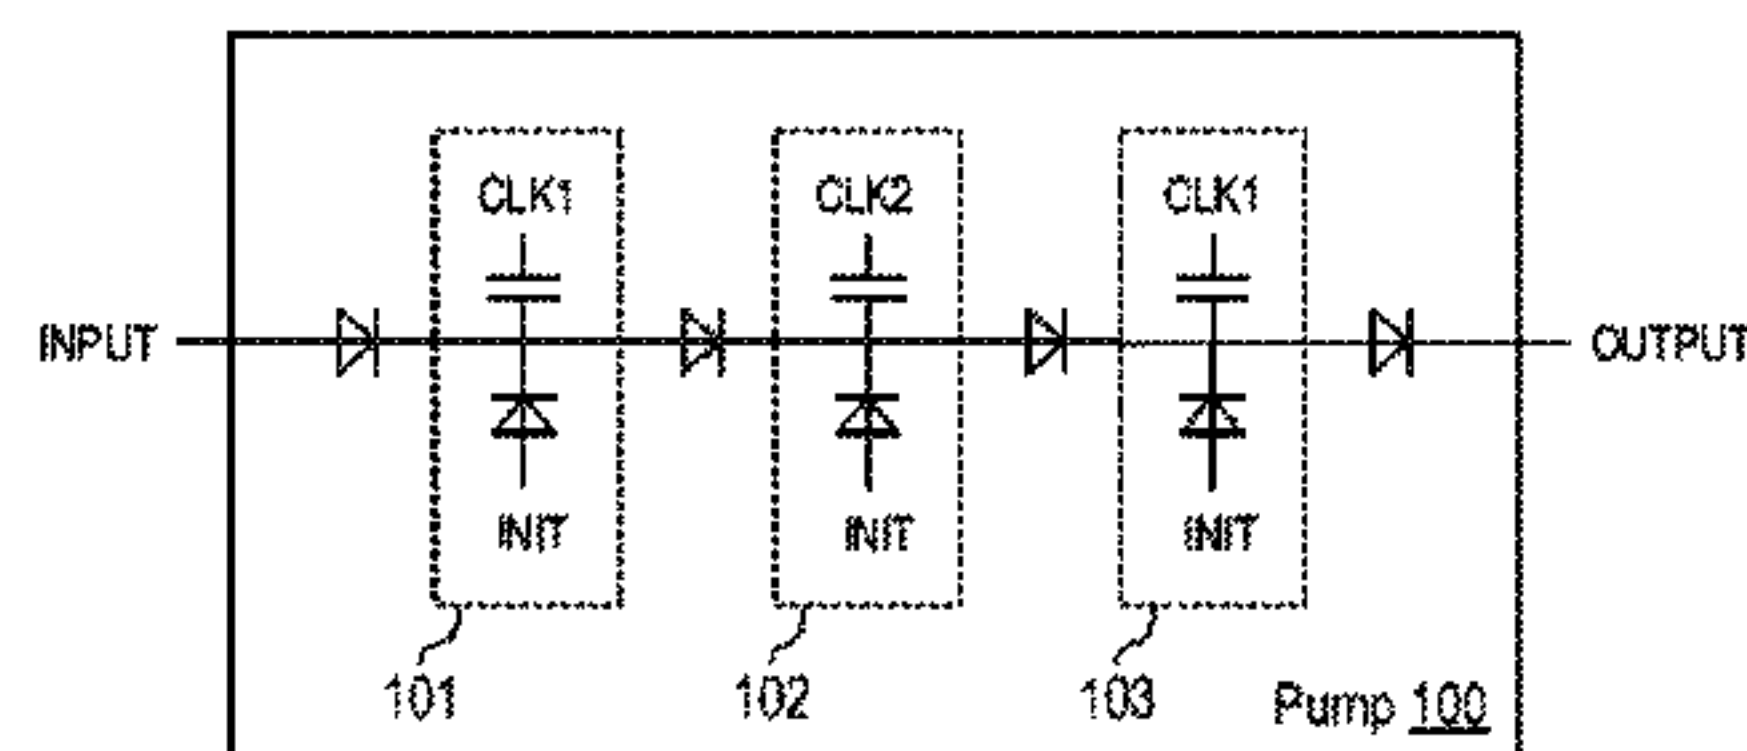 CLK1 CLK2 CLK1
INPUT OUTPUT
INIT INIT INIT
101 102 103 Pump 100